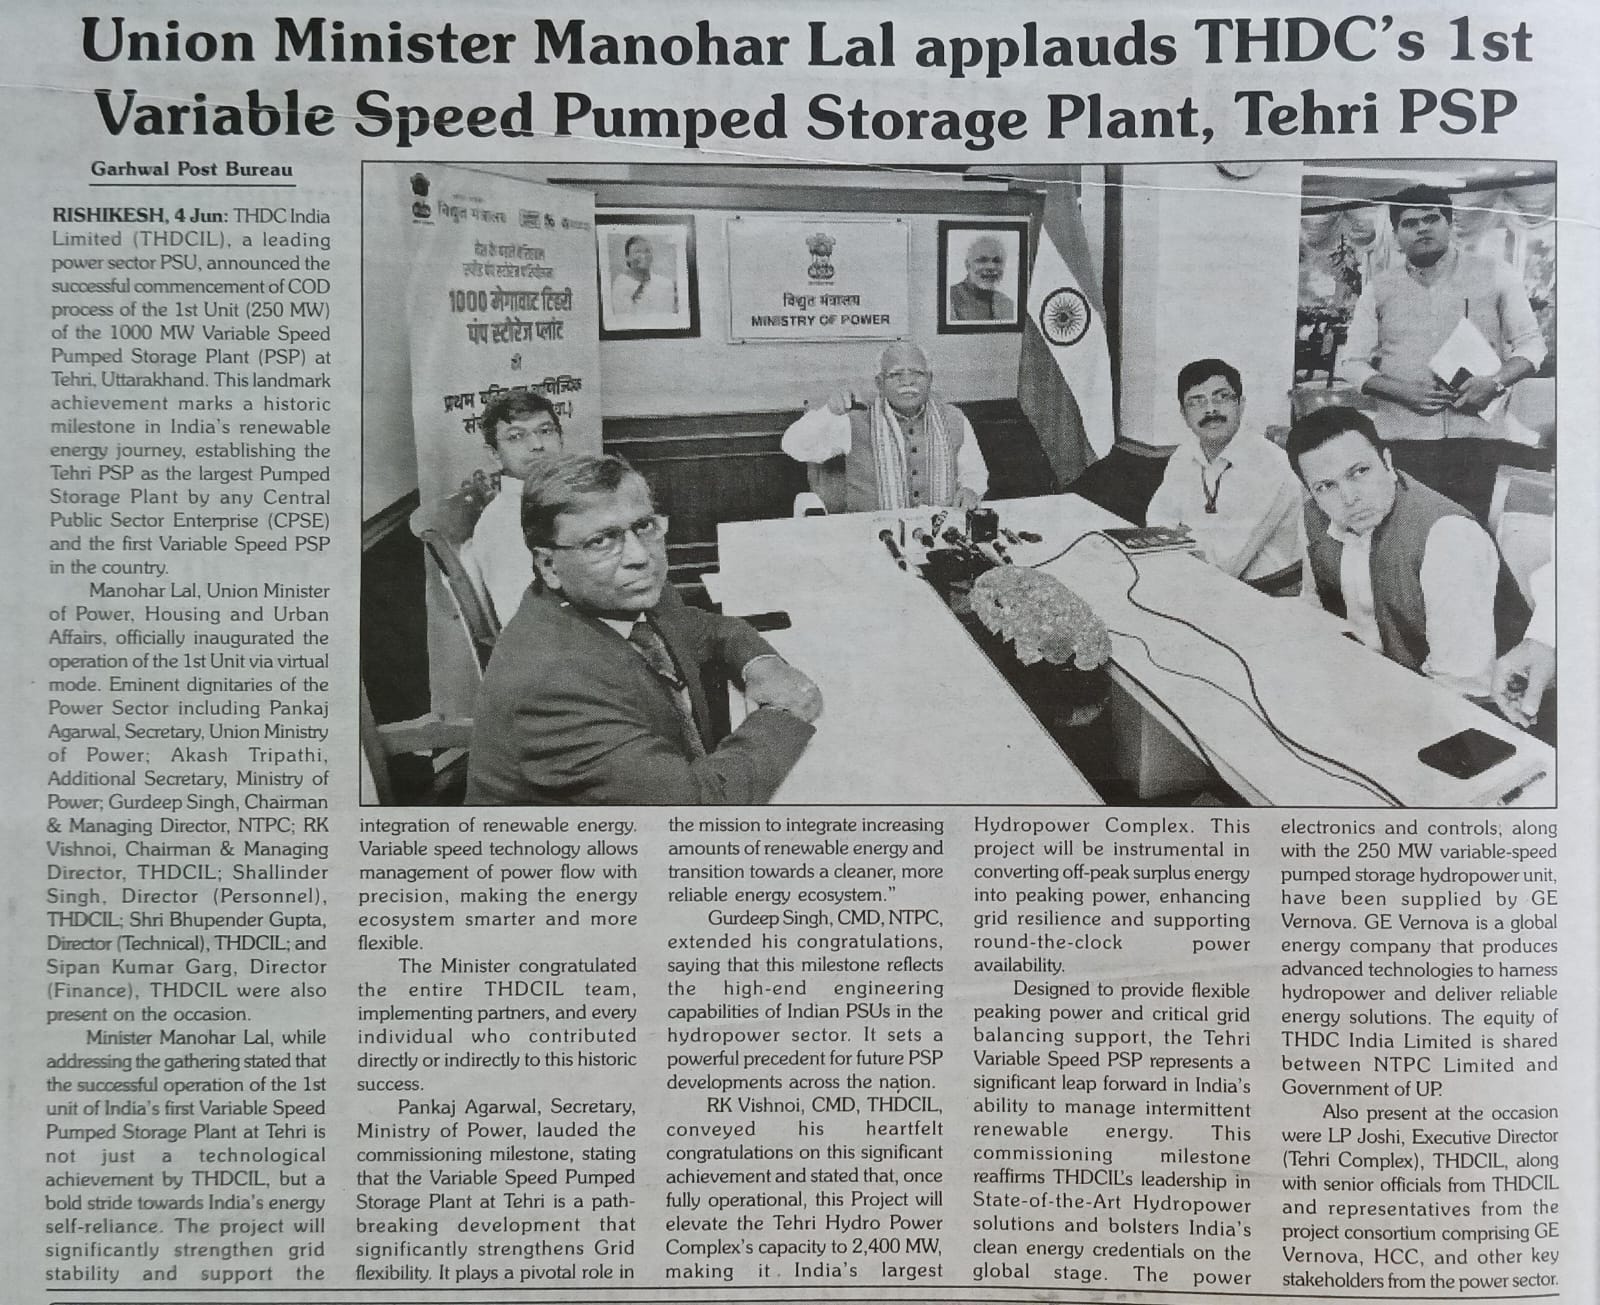 Union Minister Manohar Lal applauds THDC's 1st
Variable Speed Pumped Storage Plant, Tehri PSP
Garhwal Post Bureau
RISHIKESH, 4 Jun: THDC India
Limited (THDCIL), a leading
power sector PSU, announced the
successful commencement of COD
process of the 1st Unit (250 MW)
of the 1000 MW Variable Speed
Pumped Storage Plant (PSP) at
Tehri, Uttarakhand. This landmark
achievement marks a historic
milestone in India's renewable
energy journey, establishing the
Tehri PSP as the largest Pumped
Storage Plant by any Central
Public Sector Enterprise (CPSE)
and the first Variable Speed PSP
in the country.
Manohar Lal, Union Minister
of Power, Housing and Urban
Affairs, officially inaugurated the
operation of the 1st Unit via virtual
mode. Eminent dignitaries of the
Power Sector including Pankaj
Agarwal, Secretary, Union Ministry
of Power; Akash Tripathi,
Additional Secretary, Ministry of
Power; Gurdeep Singh, Chairman
& Managing Director, NTPC; RK
Vishnoi, Chairman & Managing
Director, THDCIL; Shallinder
Singh, Director (Personnel),
THDCIL; Shri Bhupender Gupta,
Director (Technical), THDCIL; and
Sipan Kumar Garg, Director
(Finance), THDCIL were also
present on the occasion.
Minister Manohar Lal, while
addressing the gathering stated that
the successful operation of the 1st
unit of India's first Variable Speed
Pumped Storage Plant at Tehri is
not just a technological
achievement by THDCIL, but a
bold stride towards India's energy
self-reliance. The project will
significantly strengthen grid
stability and support the
विद्युत मंत्रालय
1000 मेगावाट टिहरी
पंप स्टोरेज प्लांट
की
प्रथम
विद्युत मंत्रालय
MINISTRY OF POWER
integration of renewable energy.
Variable speed technology allows
management of power flow with
precision, making the energy
ecosystem smarter and more
flexible.
The Minister congratulated
the entire THDCIL team,
implementing partners, and every
individual who contributed
directly or indirectly to this historic
success.
Pankaj Agarwal, Secretary,
Ministry of Power, lauded the
commissioning milestone, stating
that the Variable Speed Pumped
Storage Plant at Tehri is a path-
breaking development that
significantly strengthens Grid
flexibility. It plays a pivotal role in
the mission to integrate increasing
amounts of renewable energy and
transition towards a cleaner, more
reliable energy ecosystem."
Gurdeep Singh, CMD, NTPC,
extended his congratulations,
saying that this milestone reflects
the high-end engineering
capabilities of Indian PSUs in the
hydropower sector. It sets a
powerful precedent for future PSP
developments across the nation.
RK Vishnoi, CMD, THDCIL,
conveyed his heartfelt
congratulations on this significant
achievement and stated that, once
fully operational, this Project will
elevate the Tehri Hydro Power
Complex's capacity to 2,400 MW,
making it India's largest
Hydropower Complex. This
project will be instrumental in
converting off-peak surplus energy
into peaking power, enhancing
grid resilience and supporting
round-the-clock power
availability.
Designed to provide flexible
peaking power and critical grid
balancing support, the Tehri
Variable Speed PSP represents a
significant leap forward in India's
ability to manage intermittent
renewable energy. This
commissioning milestone
reaffirms THDCIL's leadership in
State-of-the-Art Hydropower
solutions and bolsters India's
clean energy credentials on the
global stage. The power
electronics and controls, along
with the 250 MW variable-speed
pumped storage hydropower unit,
have been supplied by GE
Vernova. GE Vernova is a global
energy company that produces
advanced technologies to harness
hydropower and deliver reliable
energy solutions. The equity of
THDC India Limited is shared
between NTPC Limited and
Government of UP.
Also present at the occasion
were LP Joshi, Executive Director
(Tehri Complex), THDCIL, along
with senior officials from THDCIL
and representatives from the
project consortium comprising GE
Vernova, HCC, and other key
stakeholders from the power sector.